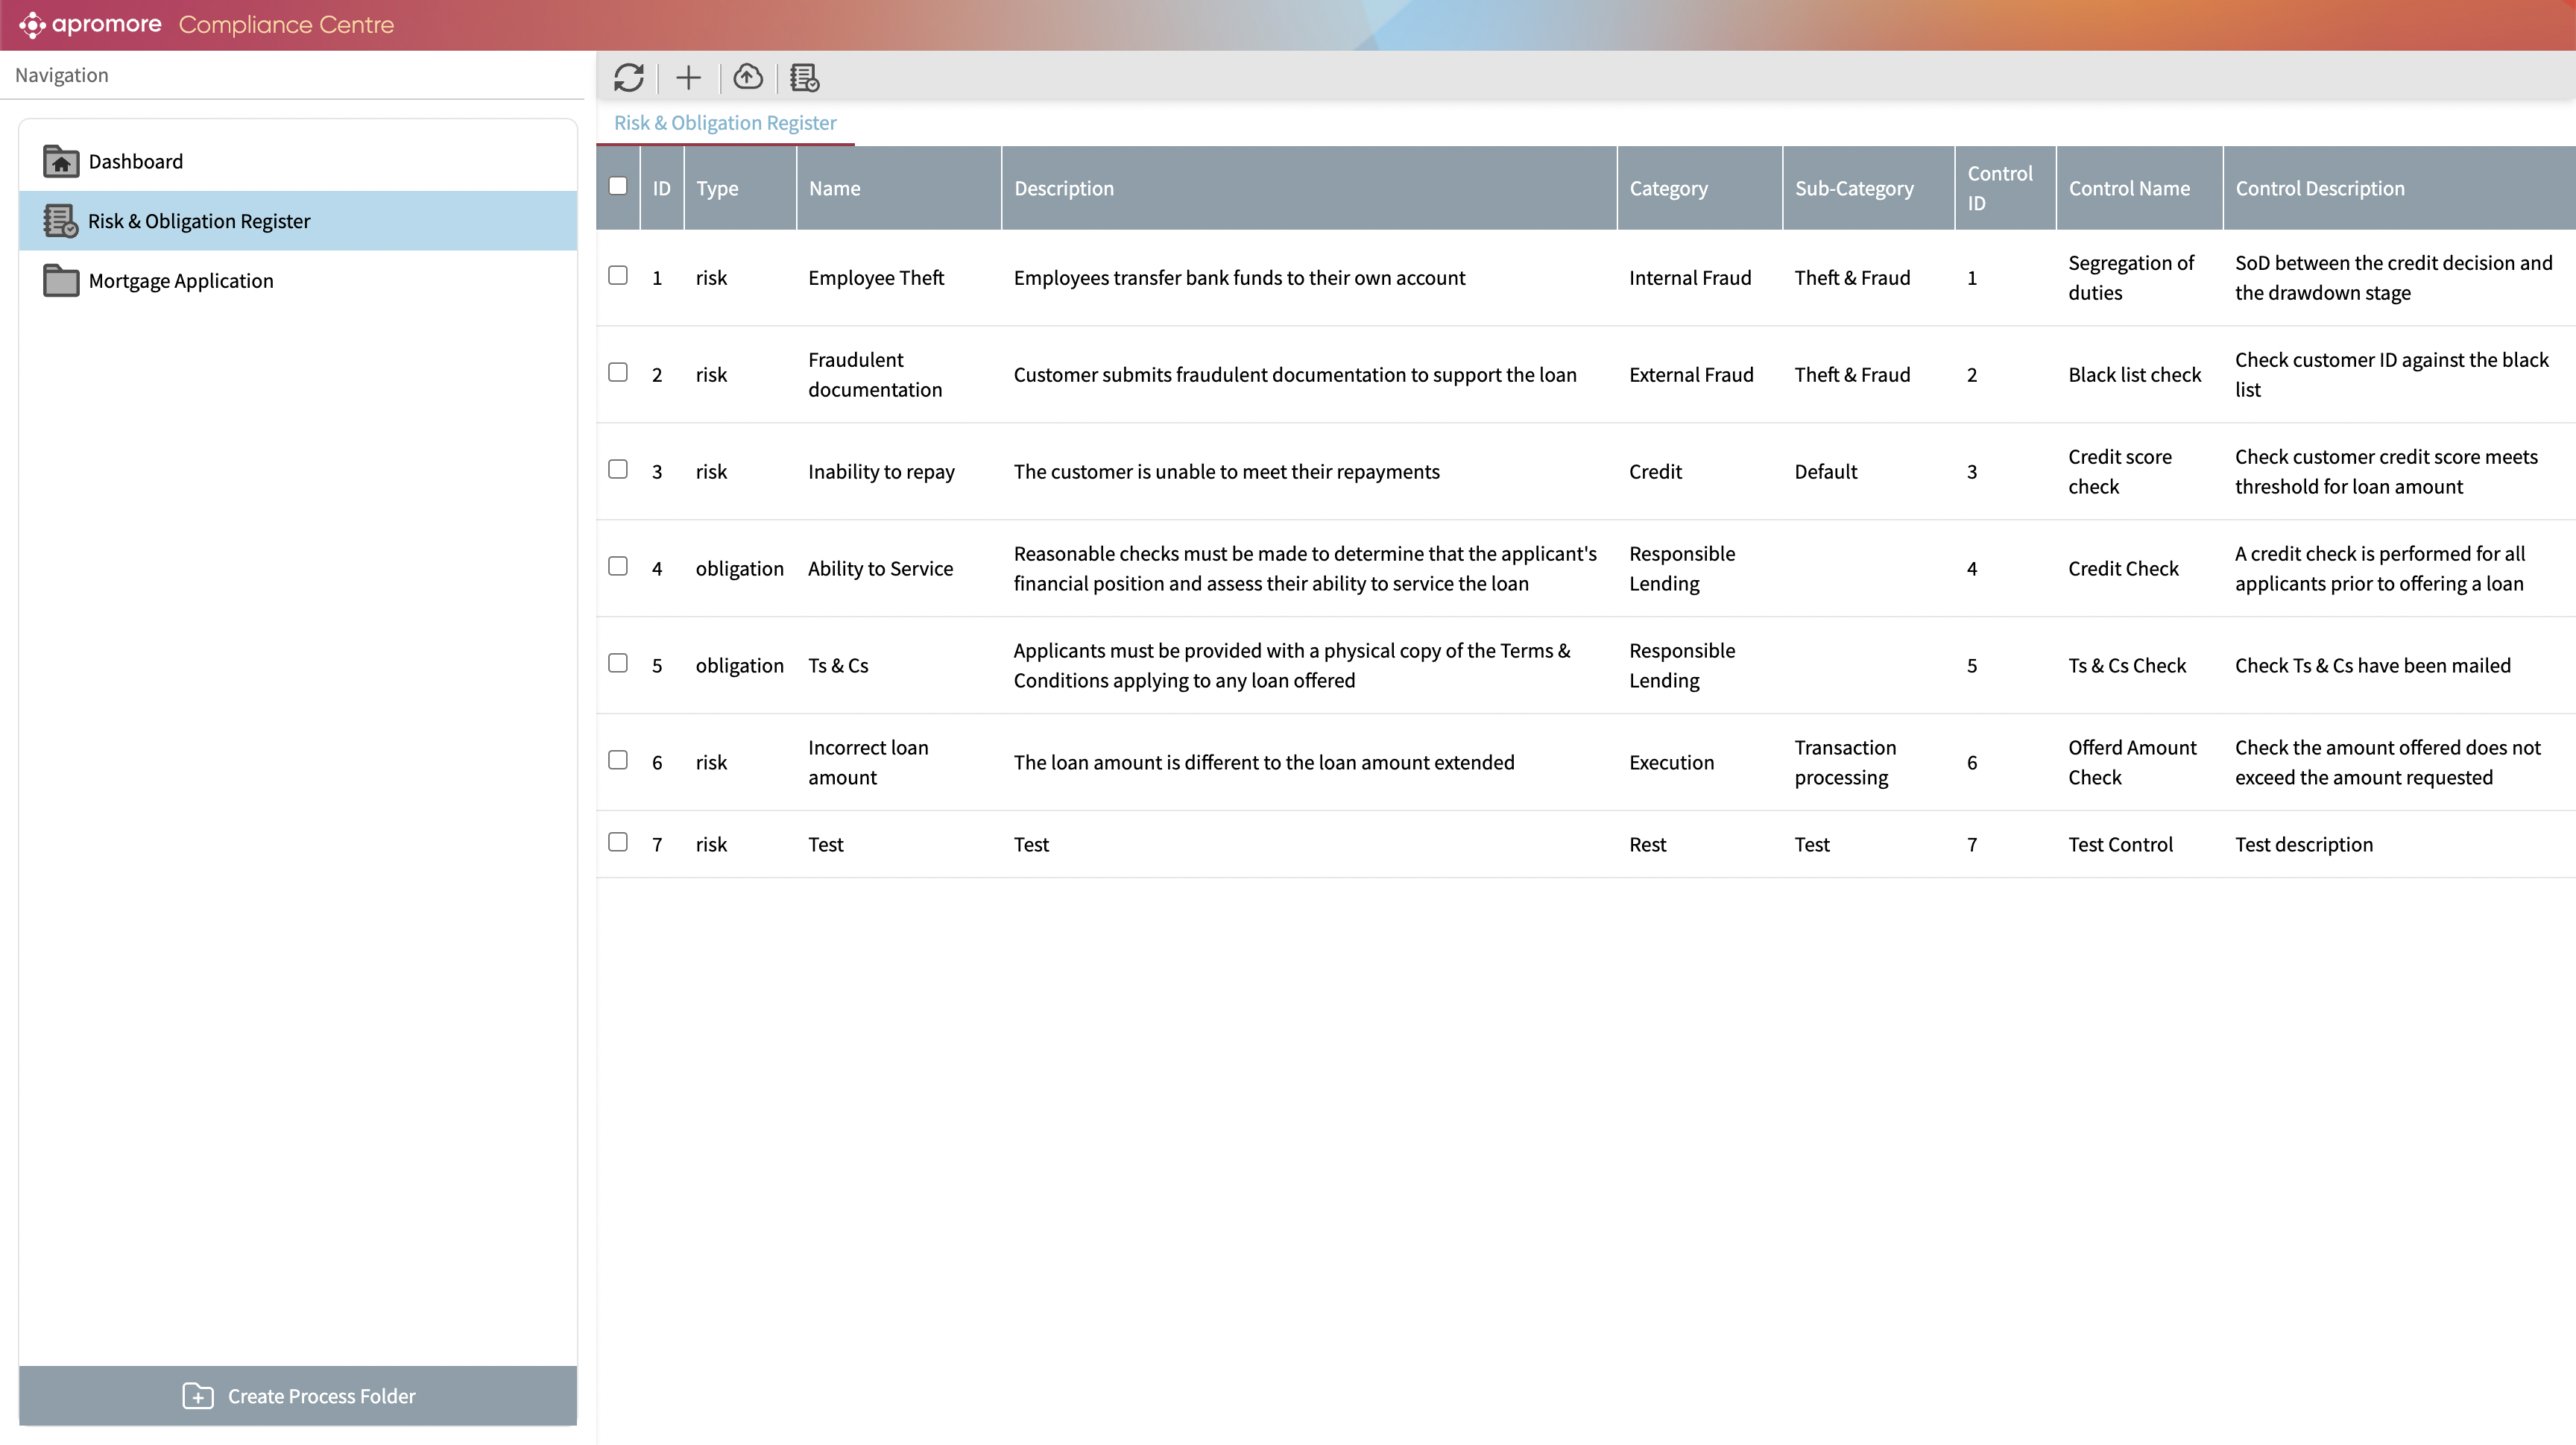 apromore Compliance Centre
Navigation
Dashboard
Risk & Obligation Register
Mortgage Application
Create Process Folder
Risk & Obligation Register
ID Type Name Description Category Sub-Category Control ID Control Name Control Description
1 risk Employee Theft Employees transfer bank funds to their own account Internal Fraud Theft & Fraud 1 Segregation of duties SoD between the credit decision and the drawdown stage
2 risk Fraudulent documentation Customer submits fraudulent documentation to support the loan External Fraud Theft & Fraud 2 Black list check Check customer ID against the black list
3 risk Inability to repay The customer is unable to meet their repayments Credit Default 3 Credit score check Check customer credit score meets threshold for loan amount
4 obligation Ability to Service Reasonable checks must be made to determine that the applicant's financial position and assess their ability to service the loan Responsible Lending 4 Credit Check A credit check is performed for all applicants prior to offering a loan
5 obligation Ts & Cs Applicants must be provided with a physical copy of the Terms & Conditions applying to any loan offered Responsible Lending 5 Ts & Cs Check Check Ts & Cs have been mailed
6 risk Incorrect loan amount The loan amount is different to the loan amount extended Execution Transaction processing 6 Offerd Amount Check Check the amount offered does not exceed the amount requested
7 risk Test Test Rest Test 7 Test Control Test description